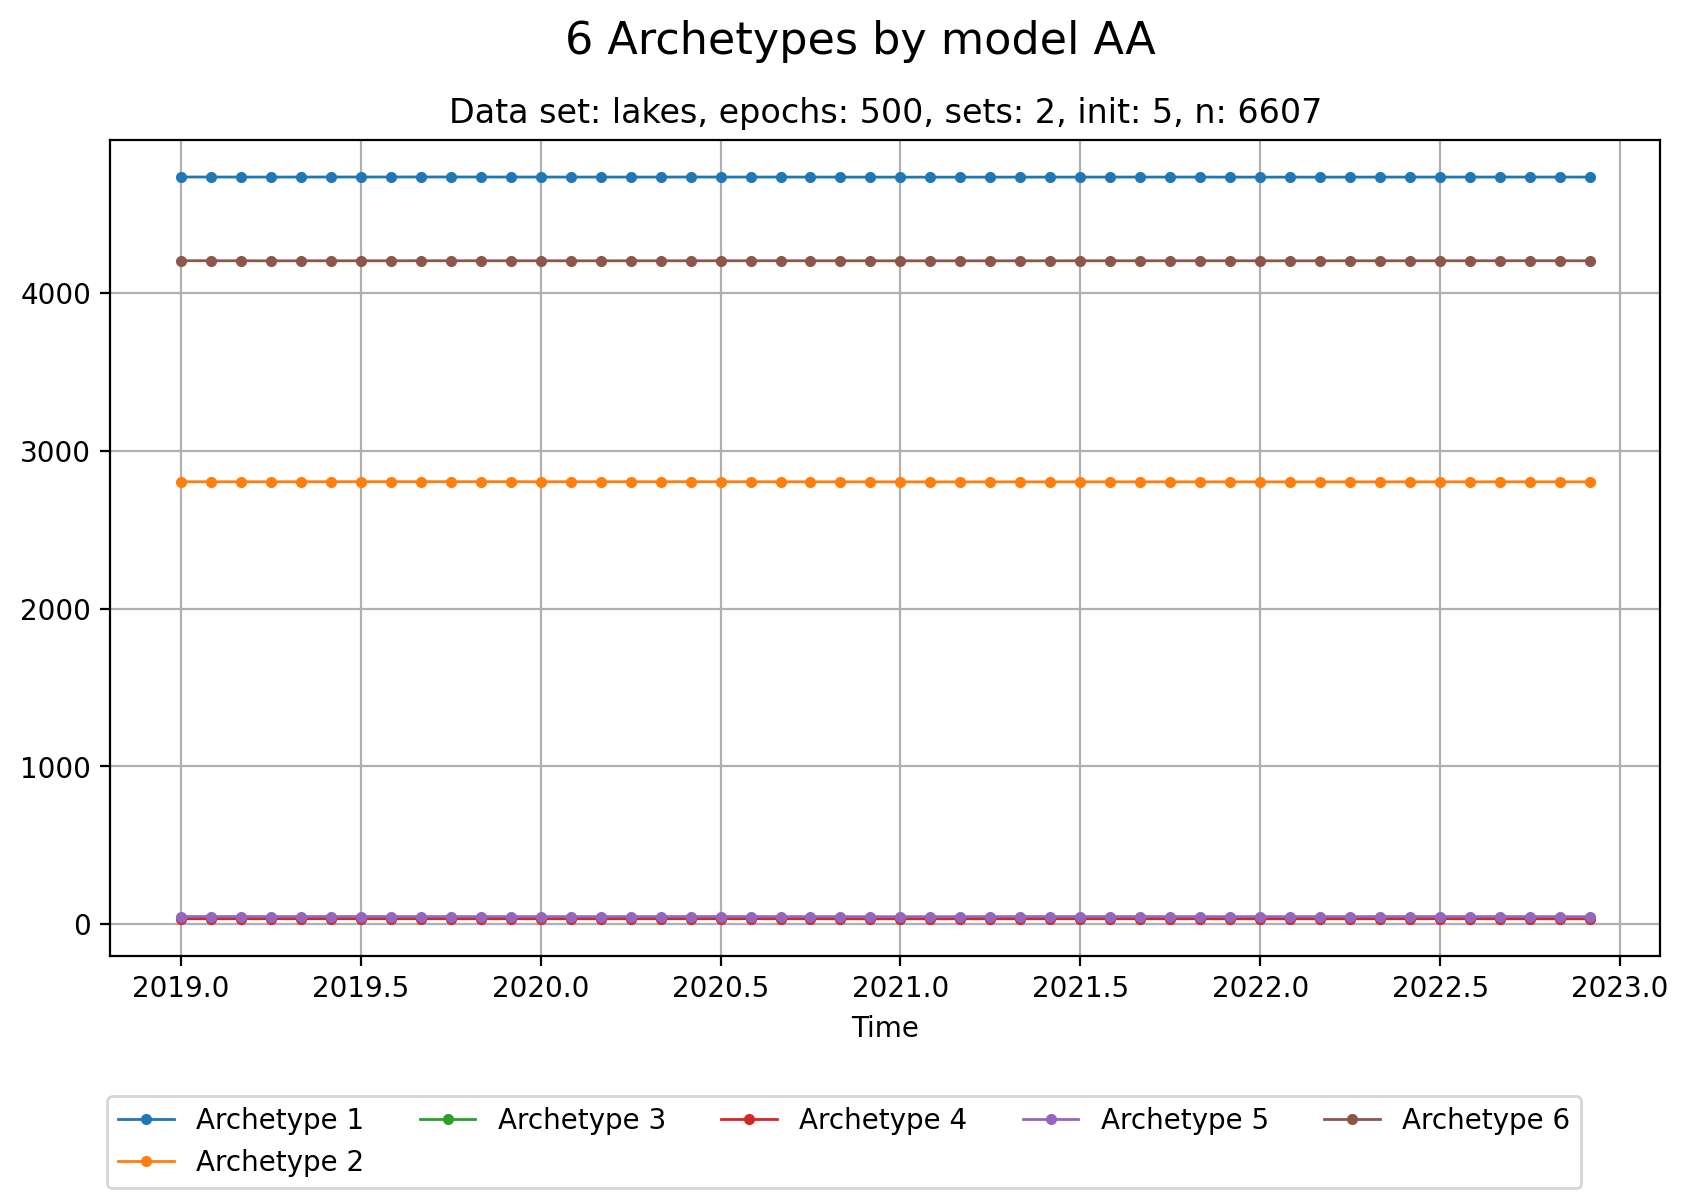 6 Archetypes by model AA
Data set: lakes, epochs: 500, sets: 2, init: 5, n: 6607
4000
3000
2000
1000
0
2019.0 2019.5 2020.0 2020.5 2021.0 2021.5 2022.0 2022.5 2023.0
Time
Archetype 1 Archetype 3 Archetype 4 Archetype 5 Archetype 6
Archetype 2